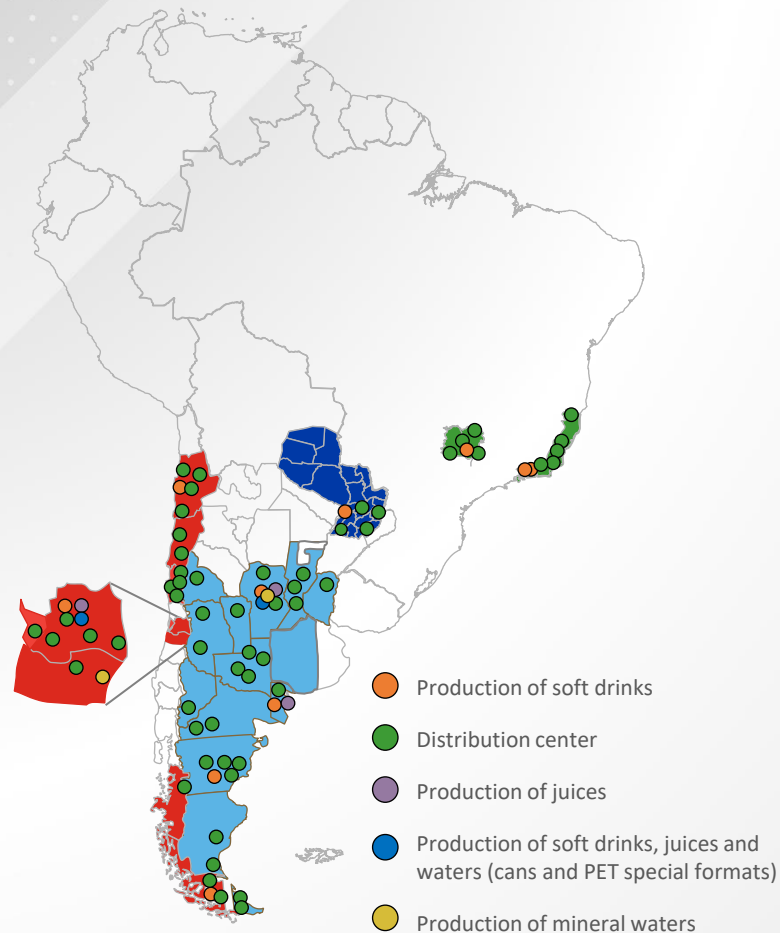 Production of soft drinks
Distribution center
Production of juices
Production of soft drinks, juices and
waters (cans and PET special formats)
Production of mineral waters